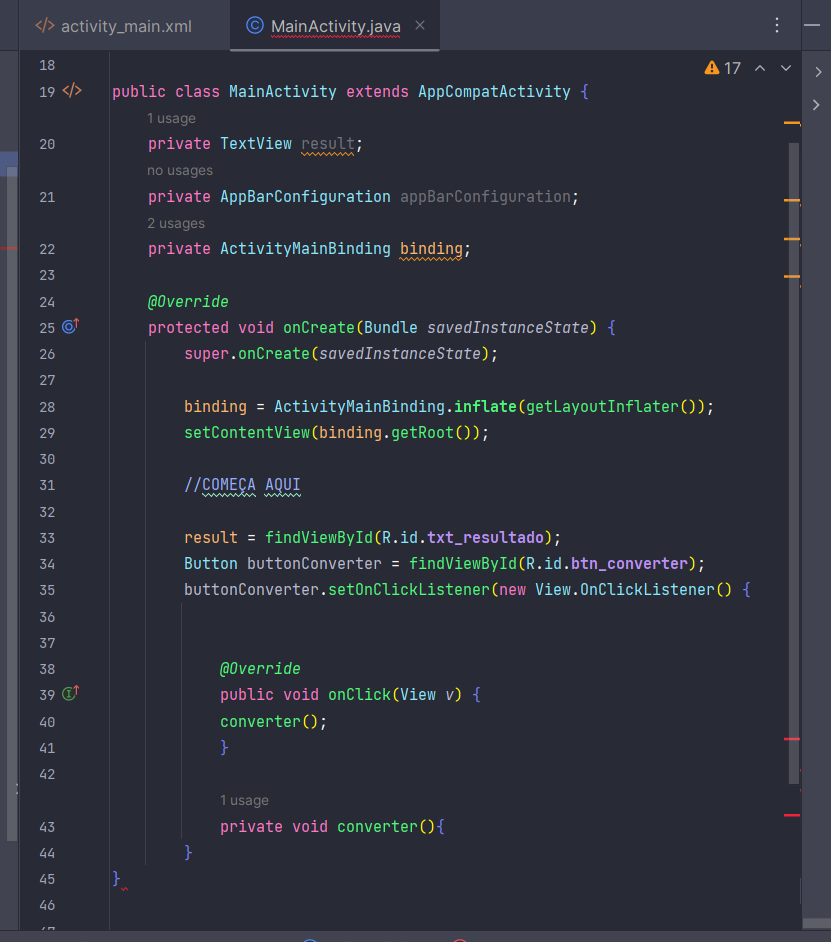 activity_main.xml
MainActivity.java
17
18
19 public class MainActivity extends AppCompatActivity {
1 usage
20 private TextView result;
no usages
21 private AppBarConfiguration appBarConfiguration;
2 usages
22 private ActivityMainBinding binding;
23
24 @Override
25 protected void onCreate(Bundle savedInstanceState) {
26 super.onCreate(savedInstanceState);
27
28 binding = ActivityMainBinding.inflate(getLayoutInflater());
29 setContentView(binding.getRoot());
30
31 //COMEÇA AQUI
32
33 result = findViewById(R.id.txt_resultado);
34 Button buttonConverter = findViewById(R.id.btn_converter);
35 buttonConverter.setOnClickListener(new View.OnClickListener() {
36
37
38 @Override
39 public void onClick(View v) {
40 converter();
41 }
42
1 usage
43 private void converter(){
44 }
45 }
46